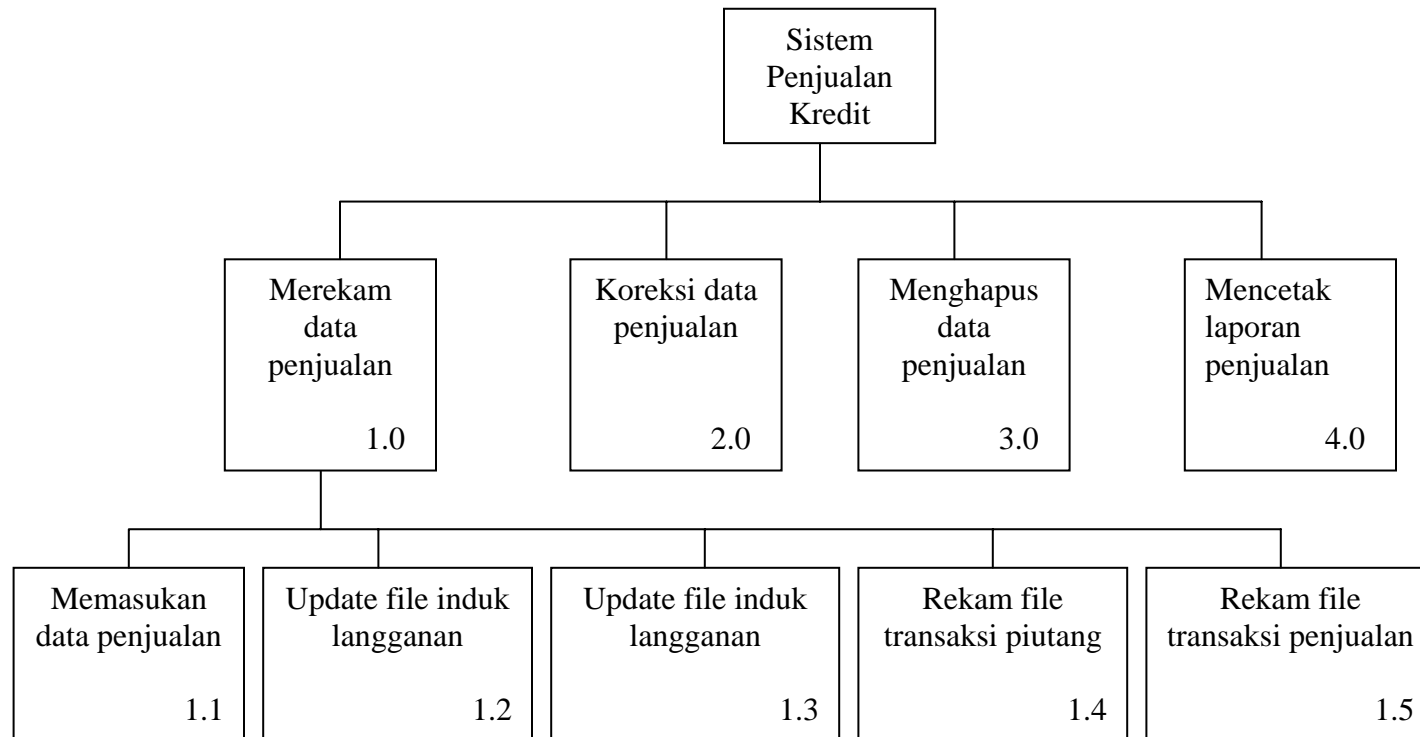 Sistem
Penjualan
Kredit
Merekam
data
penjualan
1.0
Koreksi data
penjualan
2.0
Menghapus
data
penjualan
3.0
Mencetak
laporan
penjualan
4.0
Memasukan
data penjualan
1.1
Update file induk
langganan
1.2
Update file induk
langganan
1.3
Rekam file
transaksi piutang
1.4
Rekam file
transaksi penjualan
1.5